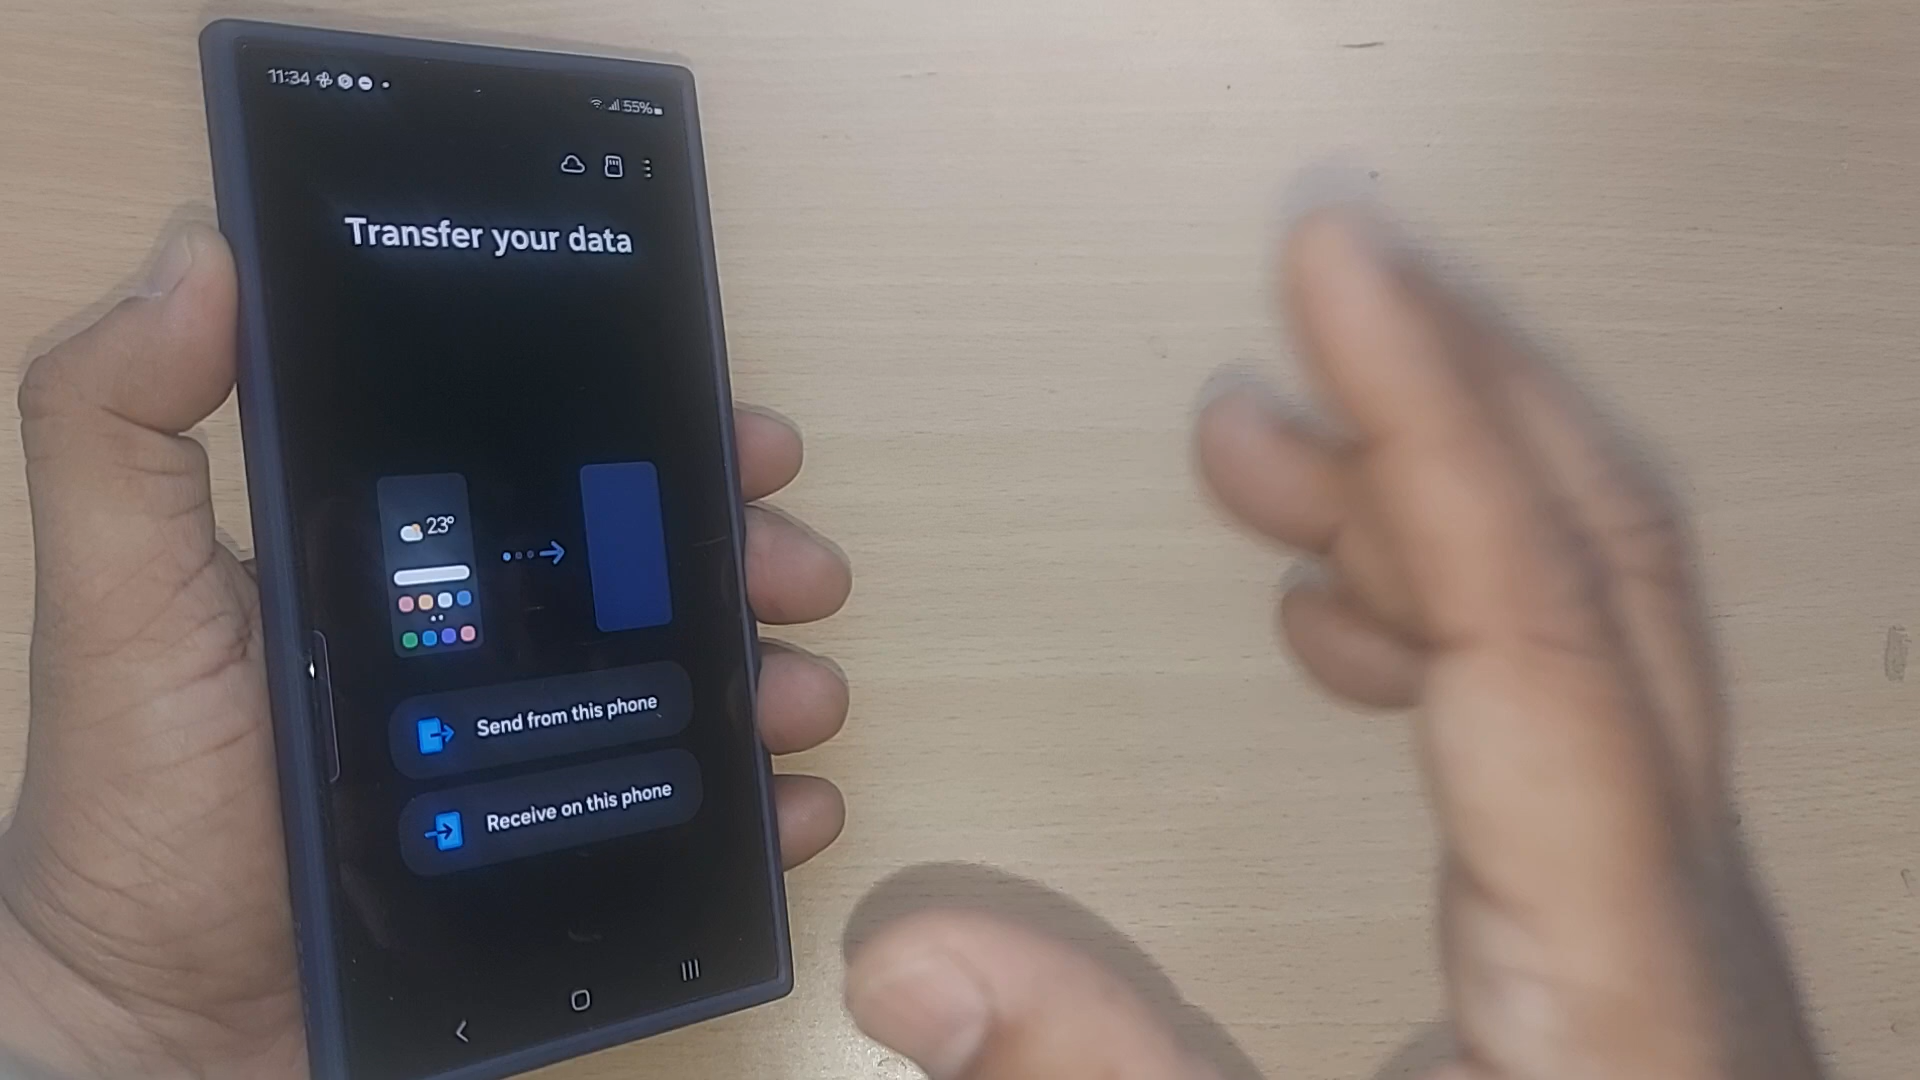 11:34
55%
Transfer your data
23°
Send from this phone
Receive on this phone